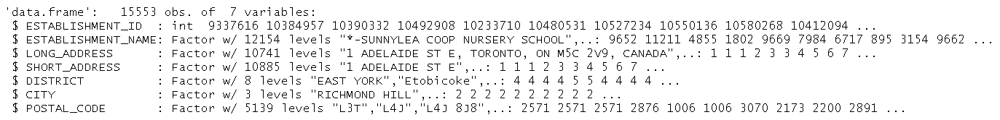 'data.frame':   15553 obs. of  7 variables:
 $ ESTABLISHMENT_ID  : int  9337616 10384957 10390332 10492908 10233710 10480531 10527234 10550136 10580268 10412094 ...
 $ ESTABLISHMENT_NAME: Factor w/ 12154 levels "*-SUNNYLEA COOP NURSERY SCHOOL",..: 9652 11211 4855 1802 9669 7984 6717 895 3154 9662 ...
 $ LONG_ADDRESS      : Factor w/ 10741 levels "1 ADELAIDE ST E, TORONTO, ON M5C 2V9, CANADA",..: 1 1 1 2 3 3 4 5 6 7 ...
 $ SHORT_ADDRESS     : Factor w/ 10885 levels "1 ADELAIDE ST E",..: 1 1 1 2 3 3 4 5 6 7 ...
 $ DISTRICT          : Factor w/ 8 levels "EAST YORK","Etobicoke",..: 4 4 4 4 5 5 4 4 4 4 ...
 $ CITY              : Factor w/ 3 levels "RICHMOND HILL",..: 2 2 2 2 2 2 2 2 2 2 ...
 $ POSTAL_CODE       : Factor w/ 5139 levels "L3T","L4J","L4J 8J8",..: 2571 2571 2571 2876 1006 1006 3070 2173 2200 2891 ...